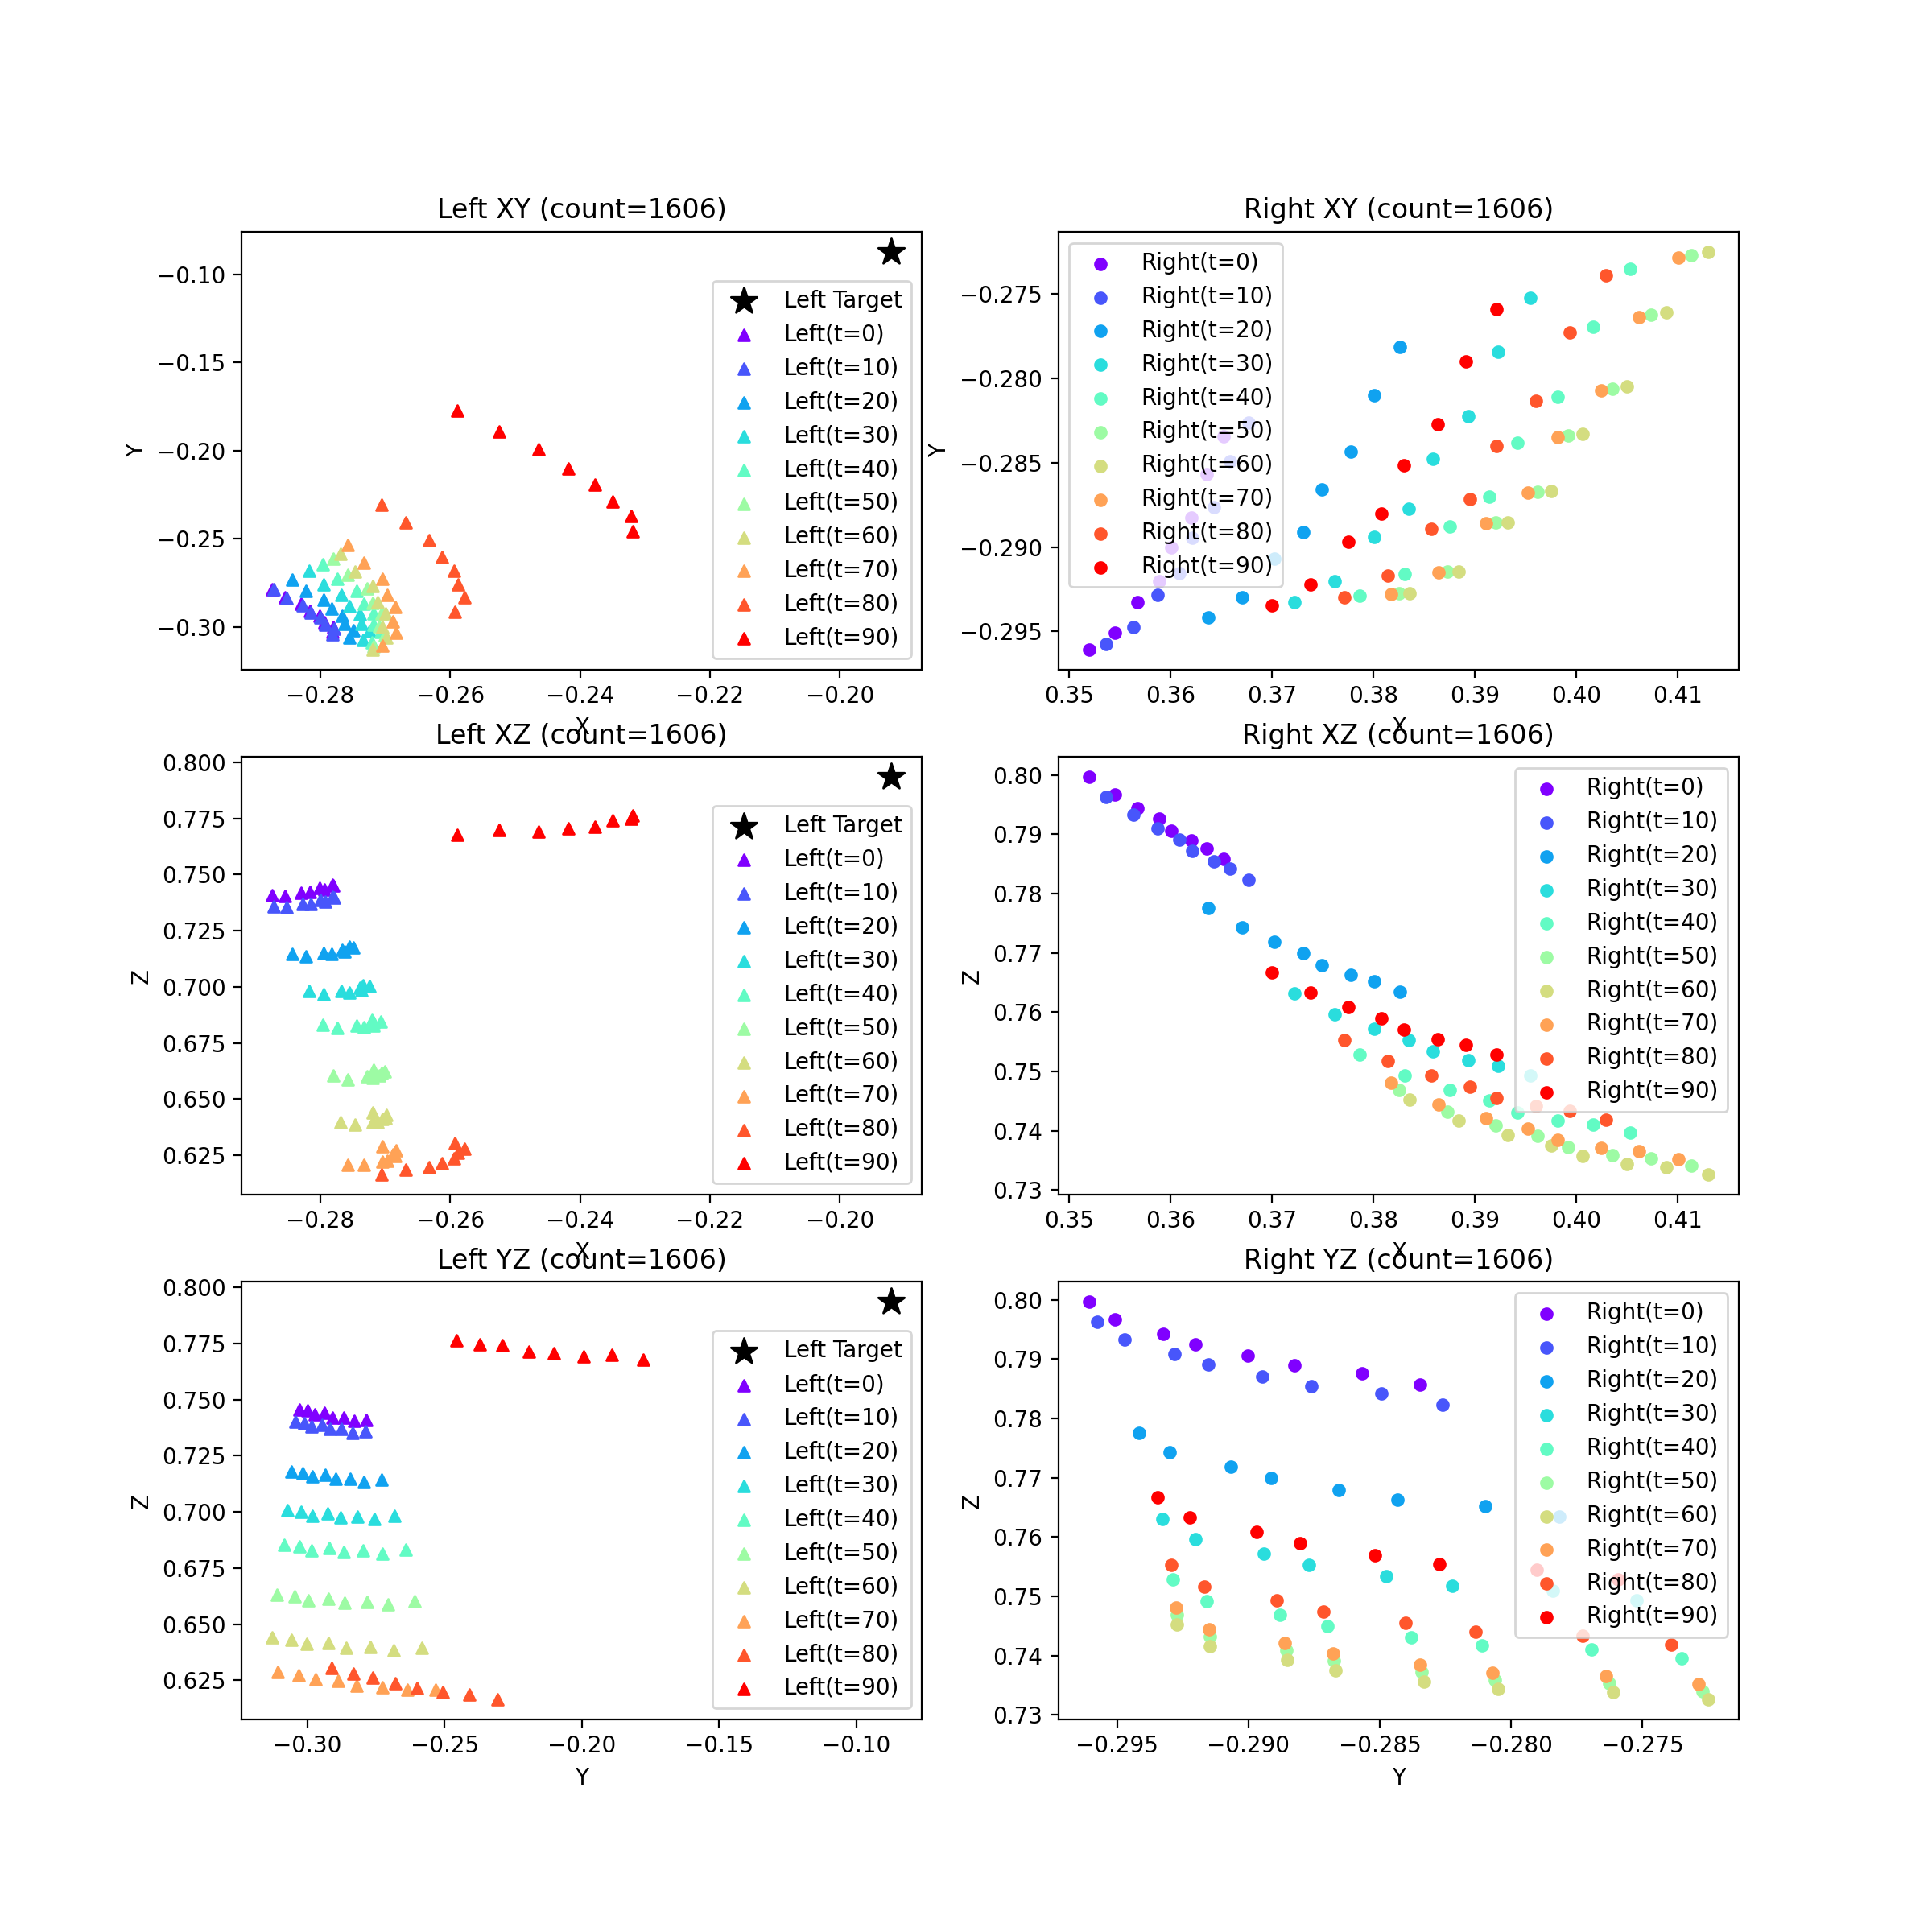 Left XY (count=1606)
Y
−0.10
−0.15
−0.20
−0.25
−0.30
−0.28
−0.26
−0.24
−0.22
−0.20
X
Left Target
Left(t=0)
Left(t=10)
Left(t=20)
Left(t=30)
Left(t=40)
Left(t=50)
Left(t=60)
Left(t=70)
Left(t=80)
Left(t=90)
Right XY (count=1606)
Y
−0.275
−0.280
−0.285
−0.290
−0.295
0.35
0.36
0.37
0.38
0.39
0.40
0.41
X
Right(t=0)
Right(t=10)
Right(t=20)
Right(t=30)
Right(t=40)
Right(t=50)
Right(t=60)
Right(t=70)
Right(t=80)
Right(t=90)
Left XZ (count=1606)
Z
0.800
0.775
0.750
0.725
0.700
0.675
0.650
0.625
−0.28
−0.26
−0.24
−0.22
−0.20
X
Left Target
Left(t=0)
Left(t=10)
Left(t=20)
Left(t=30)
Left(t=40)
Left(t=50)
Left(t=60)
Left(t=70)
Left(t=80)
Left(t=90)
Right XZ (count=1606)
Z
0.80
0.79
0.78
0.77
0.76
0.75
0.74
0.73
0.35
0.36
0.37
0.38
0.39
0.40
0.41
X
Right(t=0)
Right(t=10)
Right(t=20)
Right(t=30)
Right(t=40)
Right(t=50)
Right(t=60)
Right(t=70)
Right(t=80)
Right(t=90)
Left YZ (count=1606)
Z
0.800
0.775
0.750
0.725
0.700
0.675
0.650
0.625
−0.30
−0.25
−0.20
−0.15
−0.10
Y
Left Target
Left(t=0)
Left(t=10)
Left(t=20)
Left(t=30)
Left(t=40)
Left(t=50)
Left(t=60)
Left(t=70)
Left(t=80)
Left(t=90)
Right YZ (count=1606)
Z
0.80
0.79
0.78
0.77
0.76
0.75
0.74
0.73
−0.295
−0.290
−0.285
−0.280
−0.275
Y
Right(t=0)
Right(t=10)
Right(t=20)
Right(t=30)
Right(t=40)
Right(t=50)
Right(t=60)
Right(t=70)
Right(t=80)
Right(t=90)